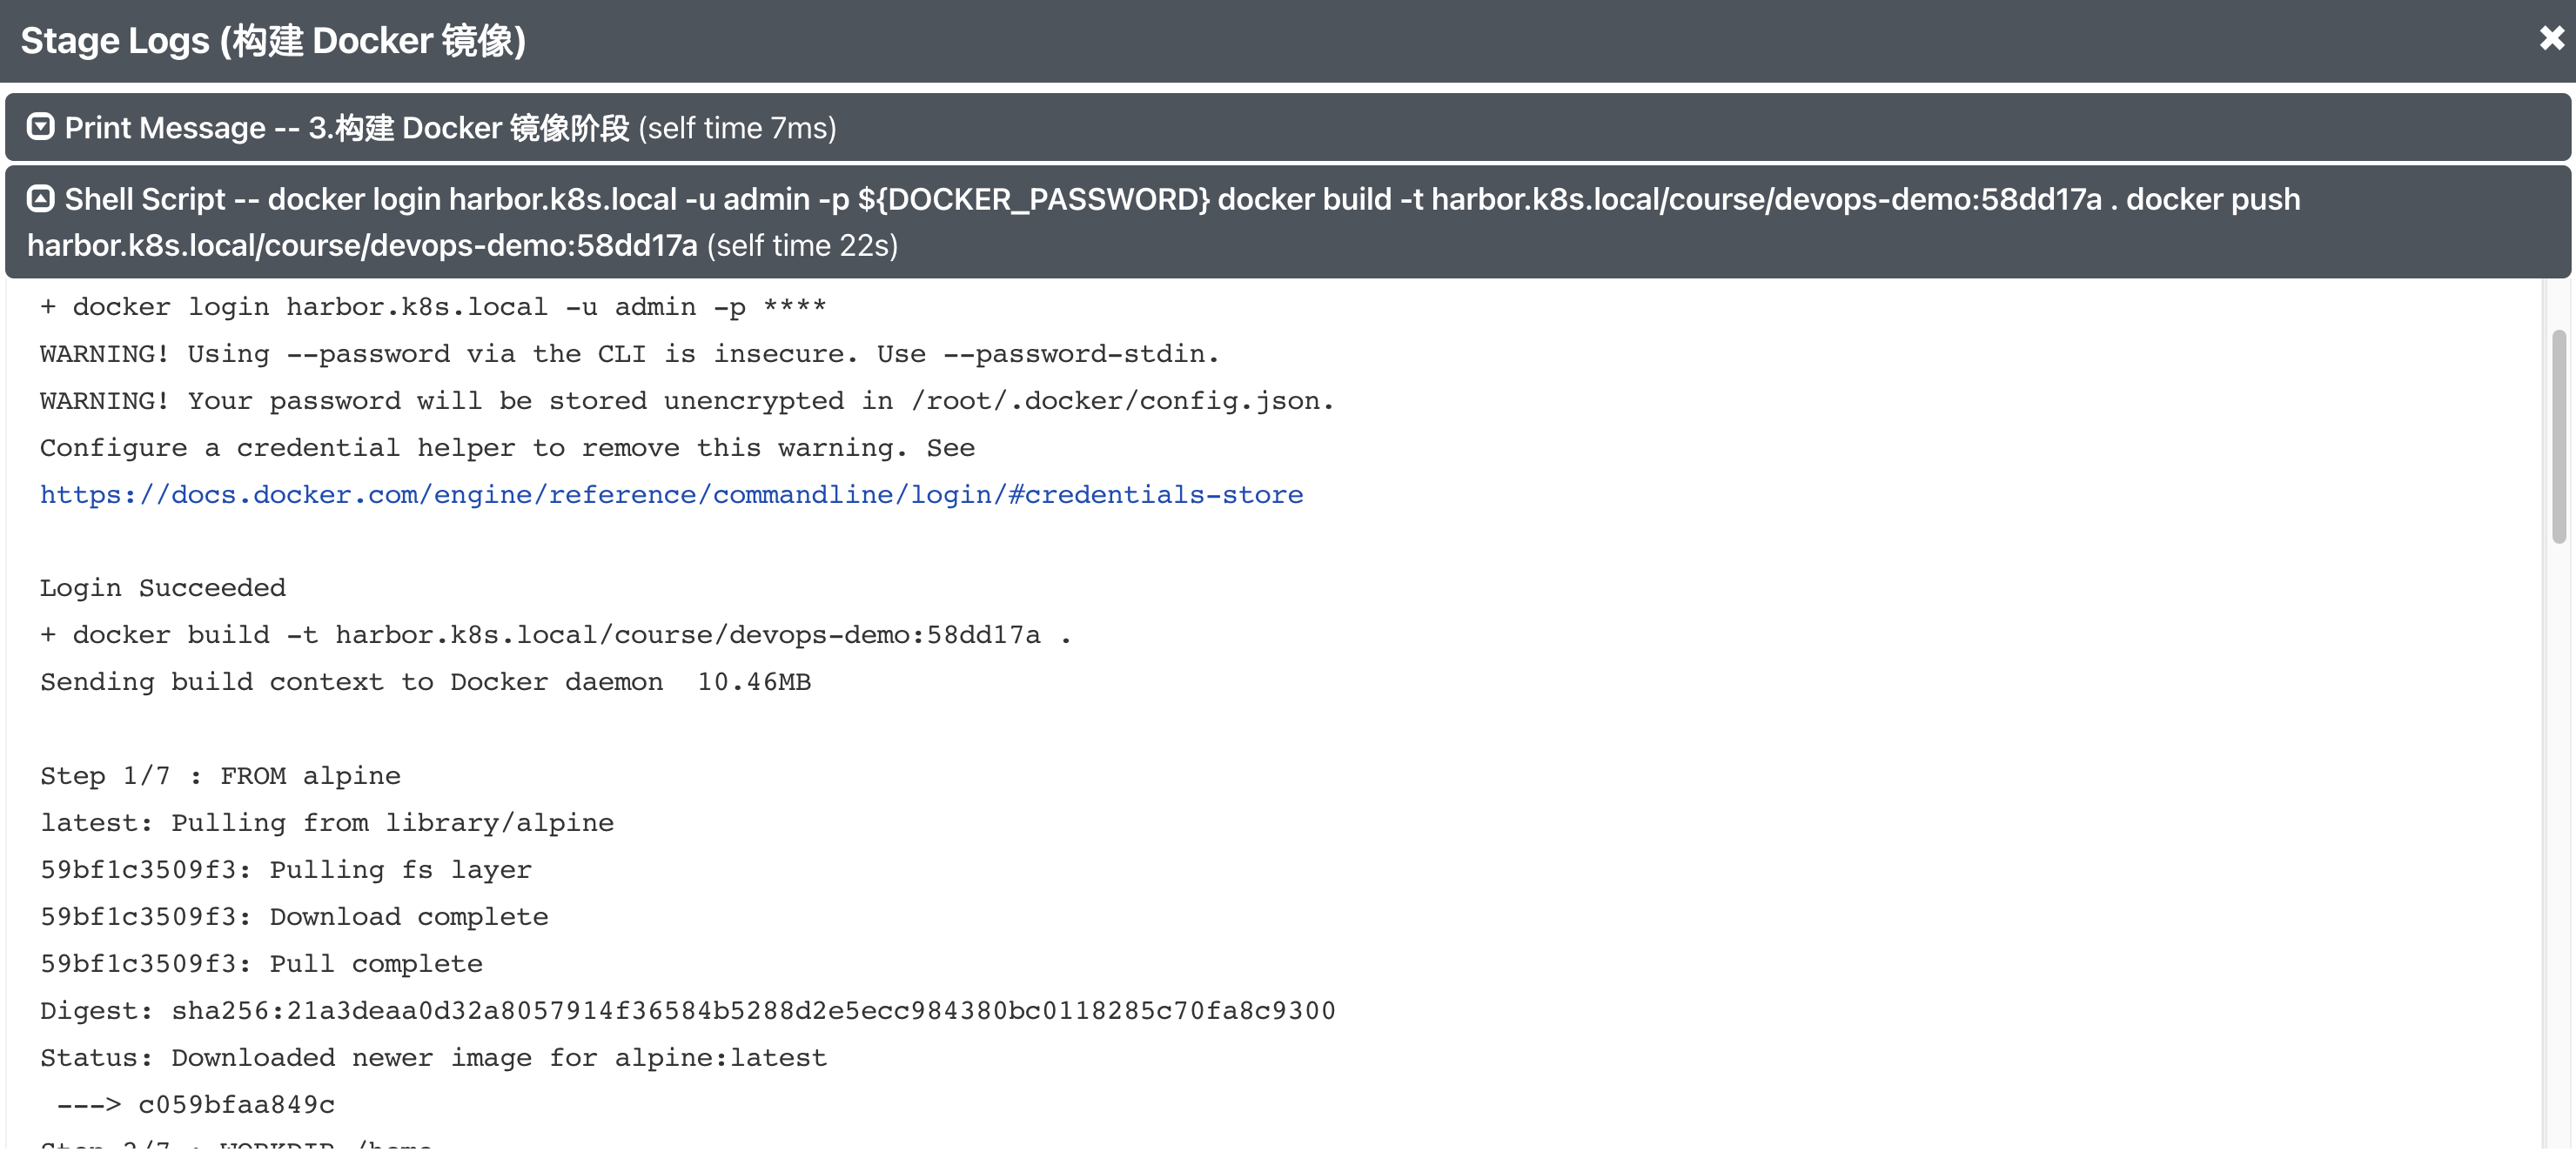 Stage Logs (构建 Docker 镜像)
Print Message -- 3.构建 Docker 镜像阶段 (self time 7ms)
Shell Script -- docker login harbor.k8s.local -u admin -p ${DOCKER_PASSWORD} docker build -t harbor.k8s.local/course/devops-demo:58dd17a . docker push
harbor.k8s.local/course/devops-demo:58dd17a (self time 22s)
+ docker login harbor.k8s.local -u admin -p ****
WARNING! Using --password via the CLI is insecure. Use --password-stdin.
WARNING! Your password will be stored unencrypted in /root/.docker/config.json.
Configure a credential helper to remove this warning. See
https://docs.docker.com/engine/reference/commandline/login/#credentials-store
Login Succeeded
+ docker build -t harbor.k8s.local/course/devops-demo:58dd17a .
Sending build context to Docker daemon  10.46MB
Step 1/7 : FROM alpine
latest: Pulling from library/alpine
59bf1c3509f3: Pulling fs layer
59bf1c3509f3: Download complete
59bf1c3509f3: Pull complete
Digest: sha256:21a3deaa0d32a8057914f36584b5288d2e5ecc984380bc0118285c70fa8c9300
Status: Downloaded newer image for alpine:latest
---> c059bfaa849c
Step 2/7 : WORKDIR /home